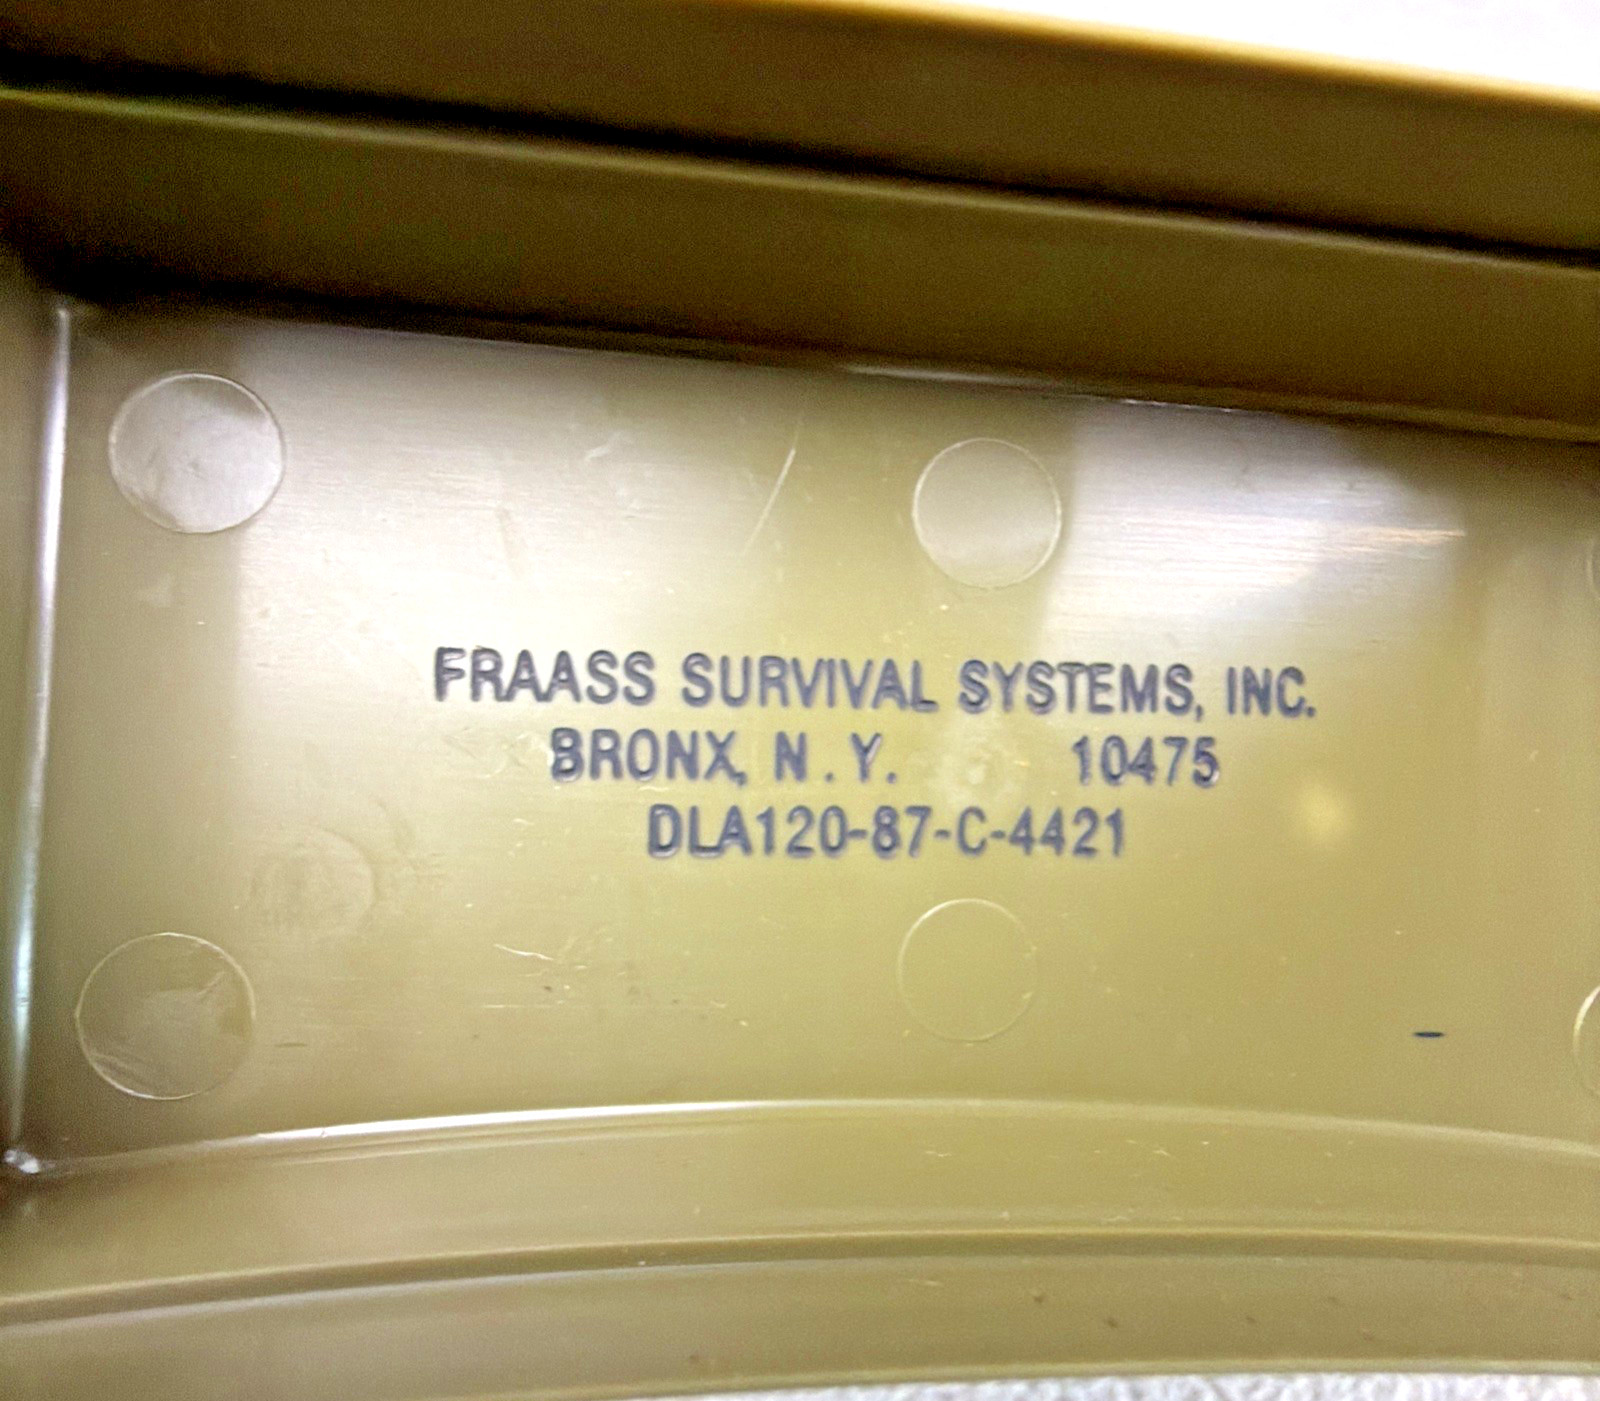 FRAASS SURVIVAL SYSTEMS, INC.
BRONX, N.Y. 10475
DLA120-87-C-4421